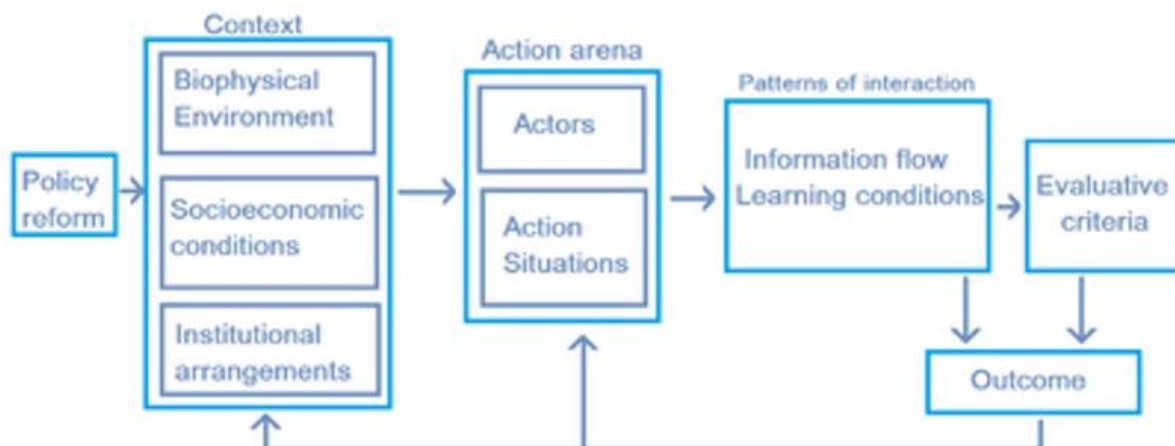 Context
Biophysical
Environment
Socioeconomic
conditions
Institutional
arrangements
Policy
reform
Action arena
Actors
Action
Situations
Patterns of interaction
Information flow
Learning conditions
Evaluative
criteria
Outcome